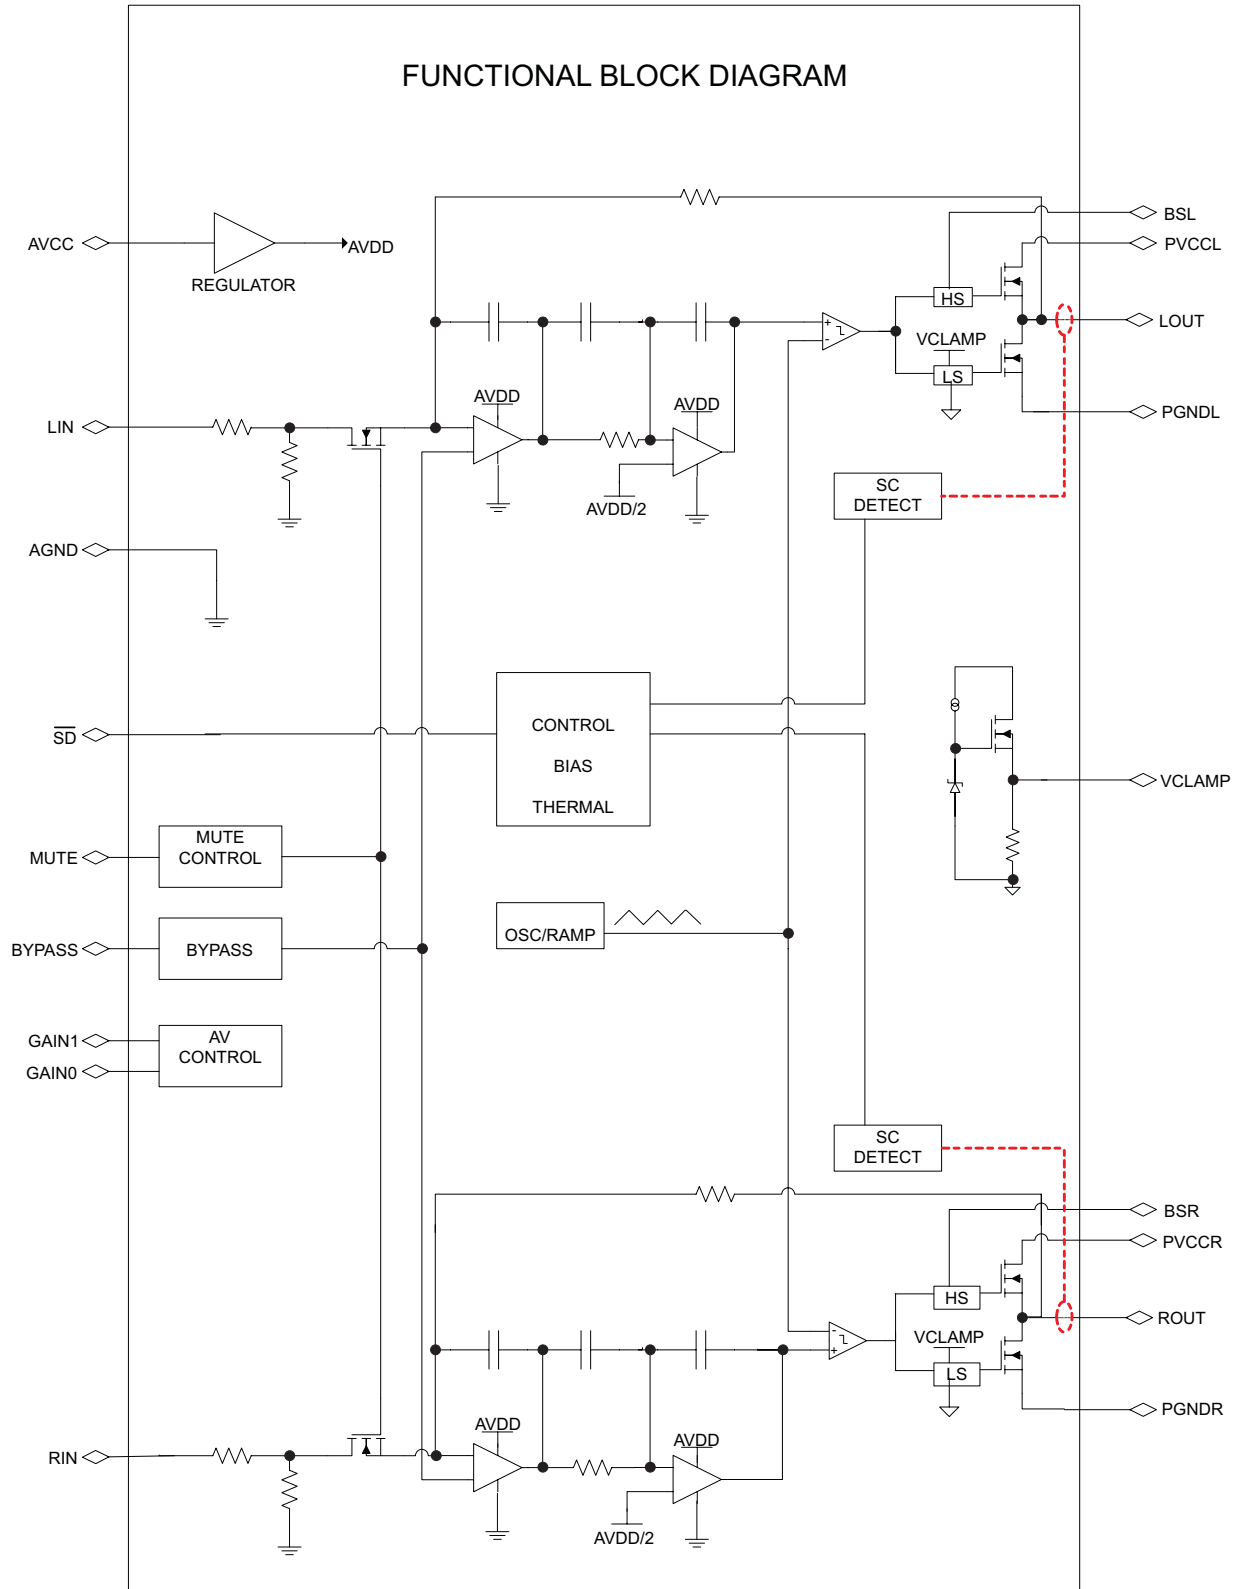 FUNCTIONAL BLOCK DIAGRAM
BSL
AVCC
AVDD
PVCCL
REGULATOR
HS
+
-
LOUT
VCLAMP
LS
AVDD
AVDD
PGNDL
LIN
AVDD/2
SC
DETECT
AGND
CONTROL
BIAS
THERMAL
SD
VCLAMP
MUTE
MUTE
CONTROL
BYPASS
BYPASS
OSC/RAMP
GAIN1
GAIN0
AV
CONTROL
SC
DETECT
BSR
PVCCR
HS
-
+
ROUT
VCLAMP
LS
AVDD
AVDD
PGNDR
RIN
AVDD/2